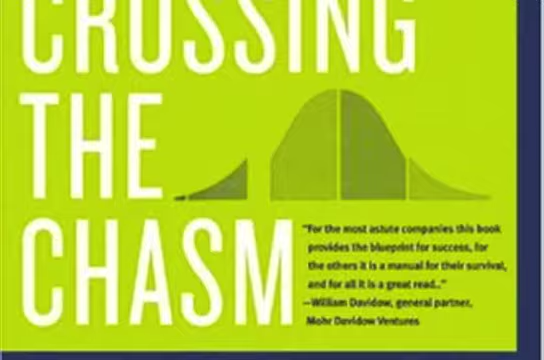 CROSSING
THE
CHASM
"For the most astute companies this book
provides the blueprint for success, for
the others it is a manual for their survival,
and for all it is a great read.."
—William Davidow, general partner,
Mohr Davidow Ventures